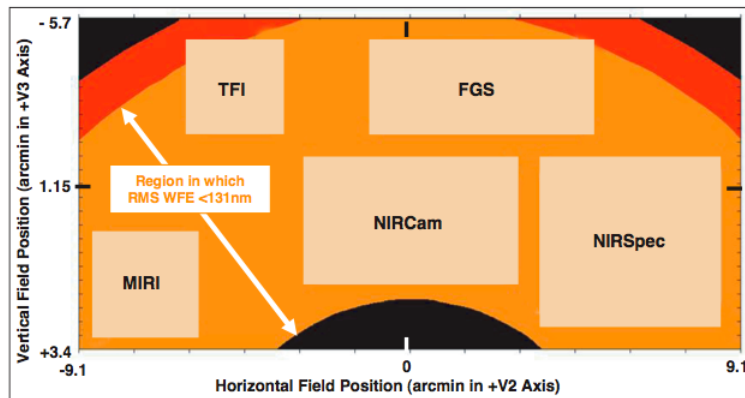 - 5.7
TFI
FGS
Vertical Field Position (arcmin in +V3 Axis)
Region in which
RMS WFE <131nm
1.15
NIRCam
NIRSpec
MIRI
+3.4
-9.1
0
9.1
Horizontal Field Position (arcmin in +V2 Axis)